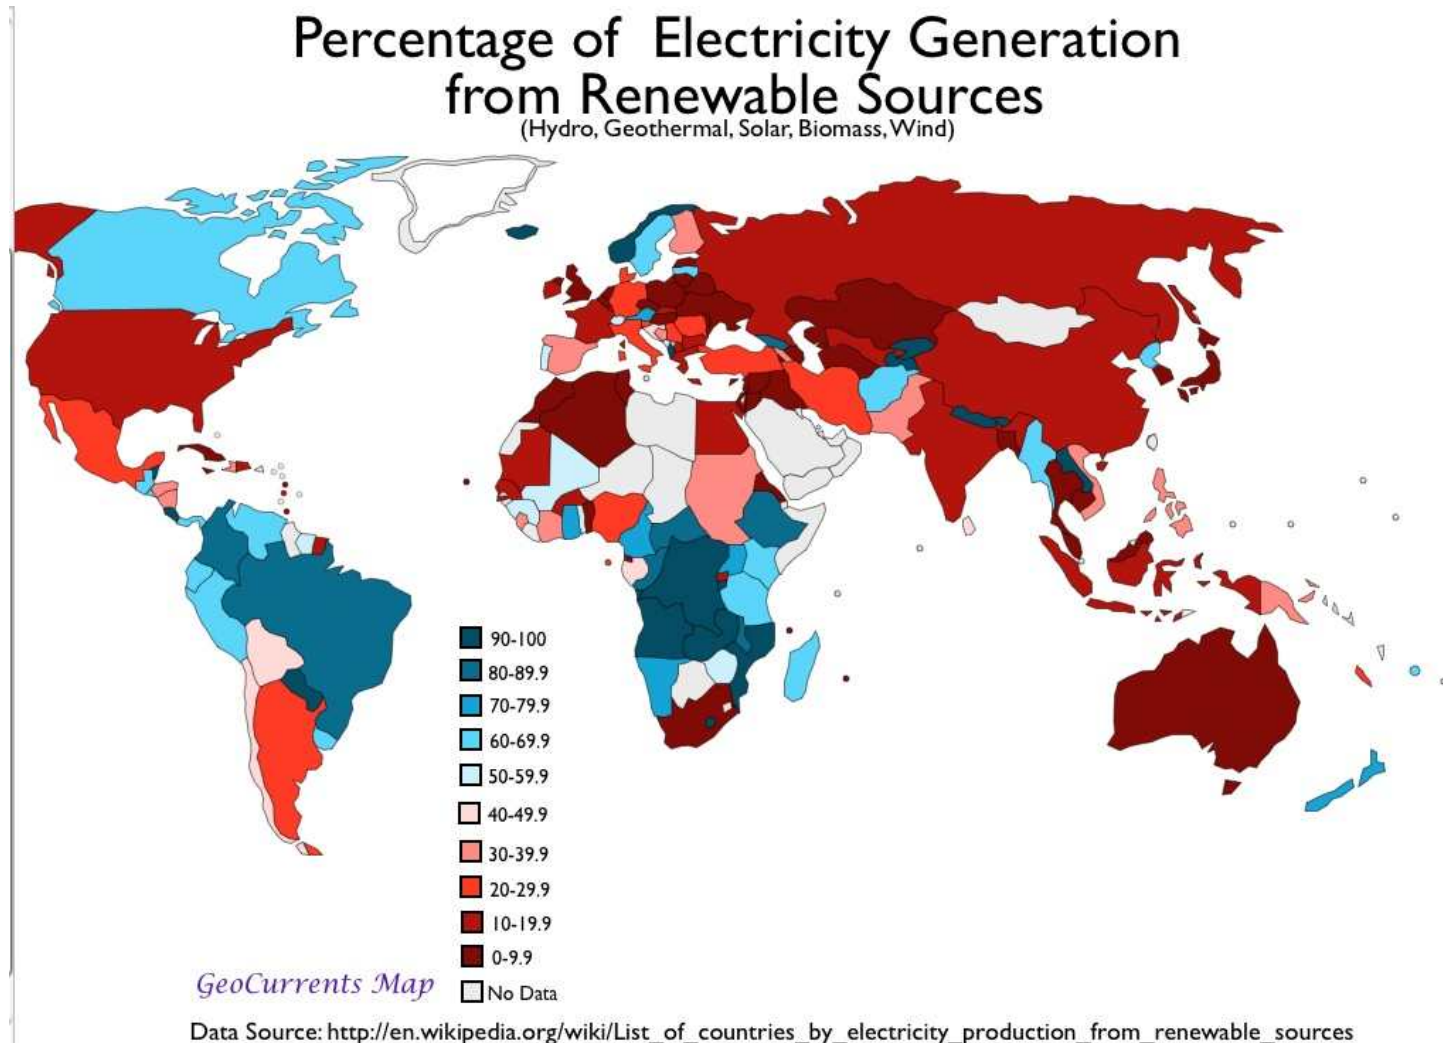 Percentage of Electricity Generation
from Renewable Sources
(Hydro, Geothermal, Solar, Biomass, Wind)
90-100
80-89.9
70-79.9
60-69.9
50-59.9
40-49.9
30-39.9
20-29.9
10-19.9
0-9.9
No Data
GeoCurrents Map
Data Source: http://en.wikipedia.org/wiki/List_of_countries_by_electricity_production_from_renewable_sources